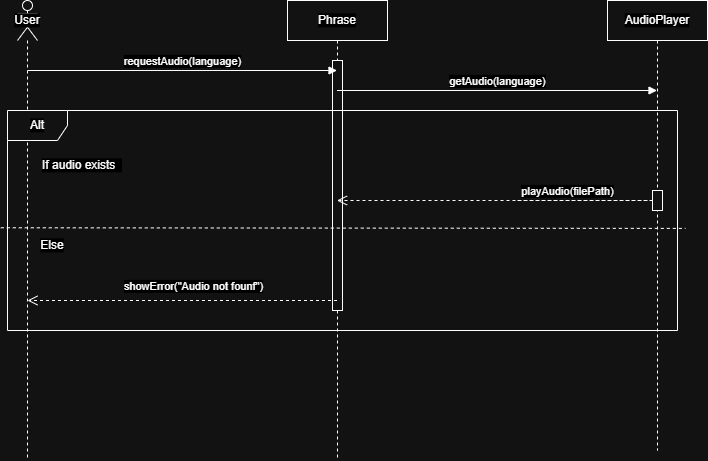 User
Phrase
AudioPlayer
requestAudio(language)
getAudio(language)
Alt
If audio exists
playAudio(filePath)
Else
showError("Audio not founf")